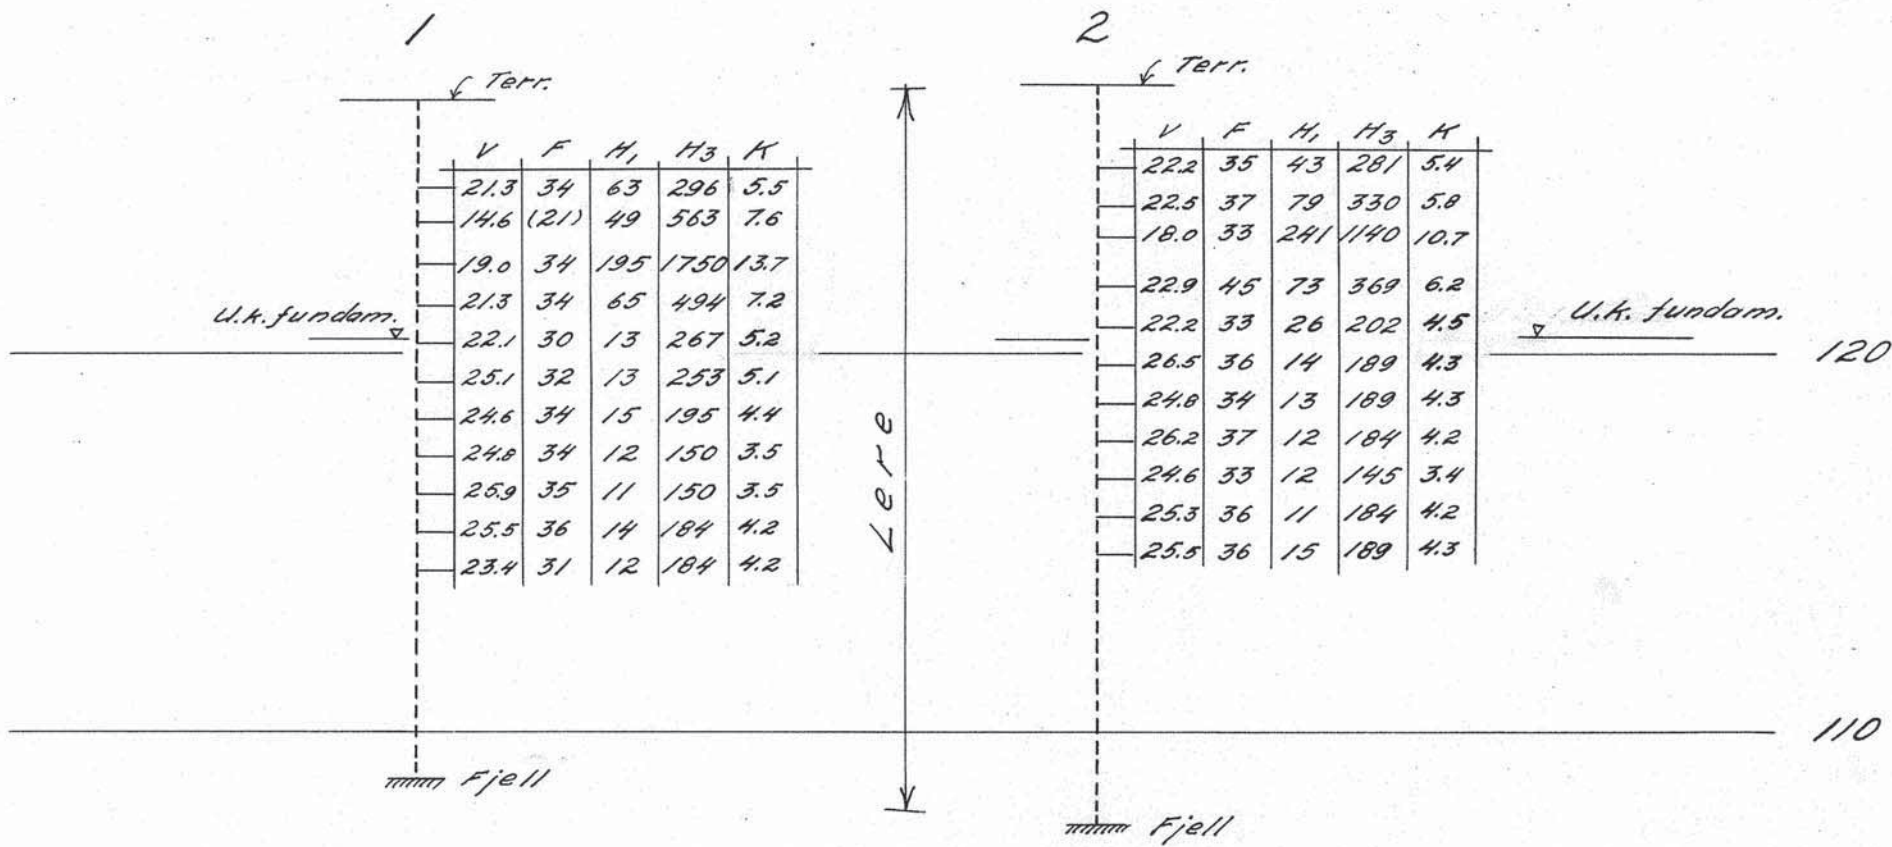 1
Terr.
V F H1 H3 K
21.3 34 63 296 5.5
14.6 (21) 49 563 7.6
19.0 34 195 1750 13.7
21.3 34 65 494 7.2
22.1 30 13 267 5.2
25.1 32 13 253 5.1
24.6 34 15 195 4.4
24.8 34 12 150 3.5
25.9 35 11 150 3.5
25.5 36 14 184 4.2
23.4 31 12 184 4.2
U.k. fundam.
Fjell
Lere
2
Terr.
V F H1 H3 K
22.2 35 43 281 5.4
22.5 37 79 330 5.8
18.0 33 241 1140 10.7
22.9 45 73 369 6.2
22.2 33 26 202 4.5
26.5 36 14 189 4.3
24.8 34 13 189 4.3
26.2 37 12 184 4.2
24.6 33 12 145 3.4
25.3 36 11 184 4.2
25.5 36 15 189 4.3
U.k. fundam.
120
110
Fjell